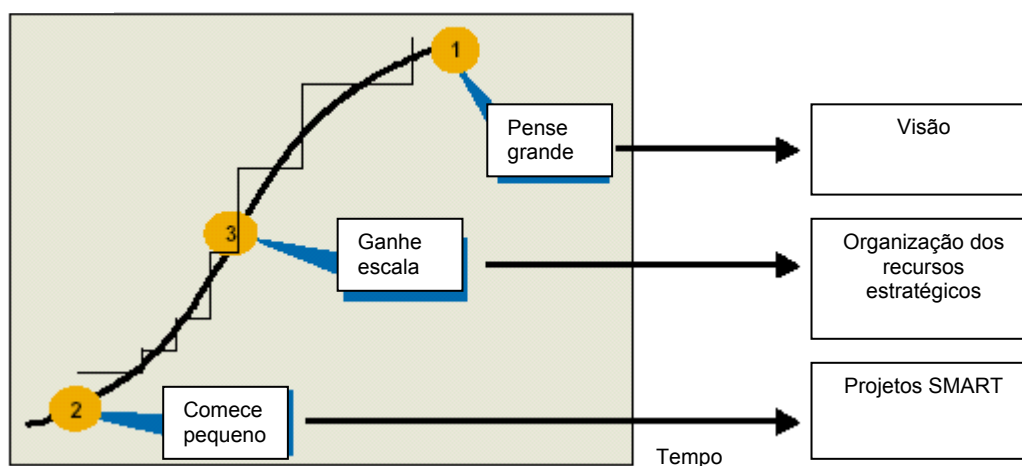 1
Pense
grande
Visão
3
Ganhe
escala
Organização dos
recursos
estratégicos
2
Comece
pequeno
Projetos SMART
Tempo